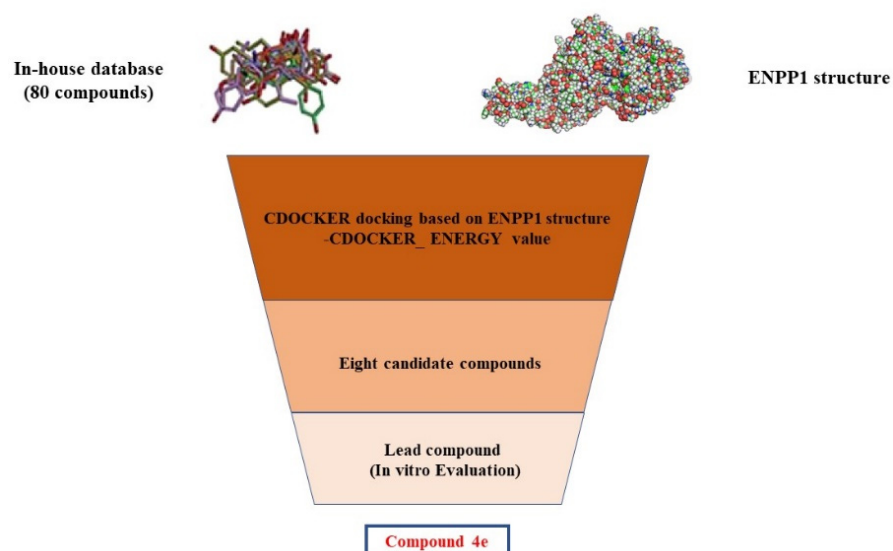 In-house database
(80 compounds)
ENPP1 structure
CDOCKER docking based on ENPP1 structure
-CDOCKER_ ENERGY value
Eight candidate compounds
Lead compound
(In vitro Evaluation)
Compound 4e